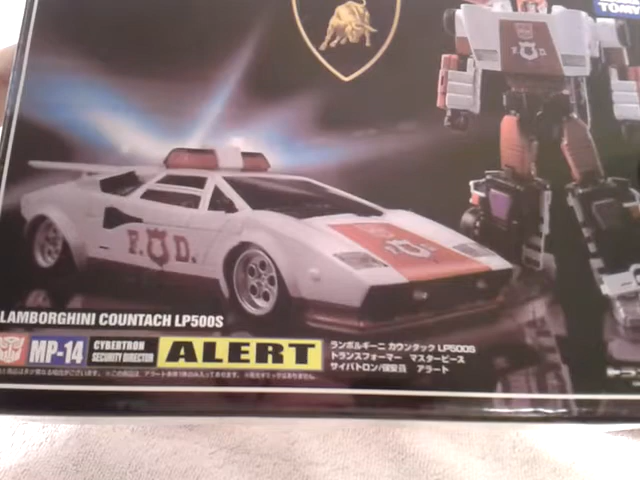 TOMY
F. D.
F. D.
F. D.
LAMBORGHINI COUNTACH LP500S
MP-14 CYBERTRON SECURITY DIRECTOR ALERT
ランボルギーニ カウンタック LP500S
トランスフォーマー マスターピース
サイバトロン/保安員 アラート